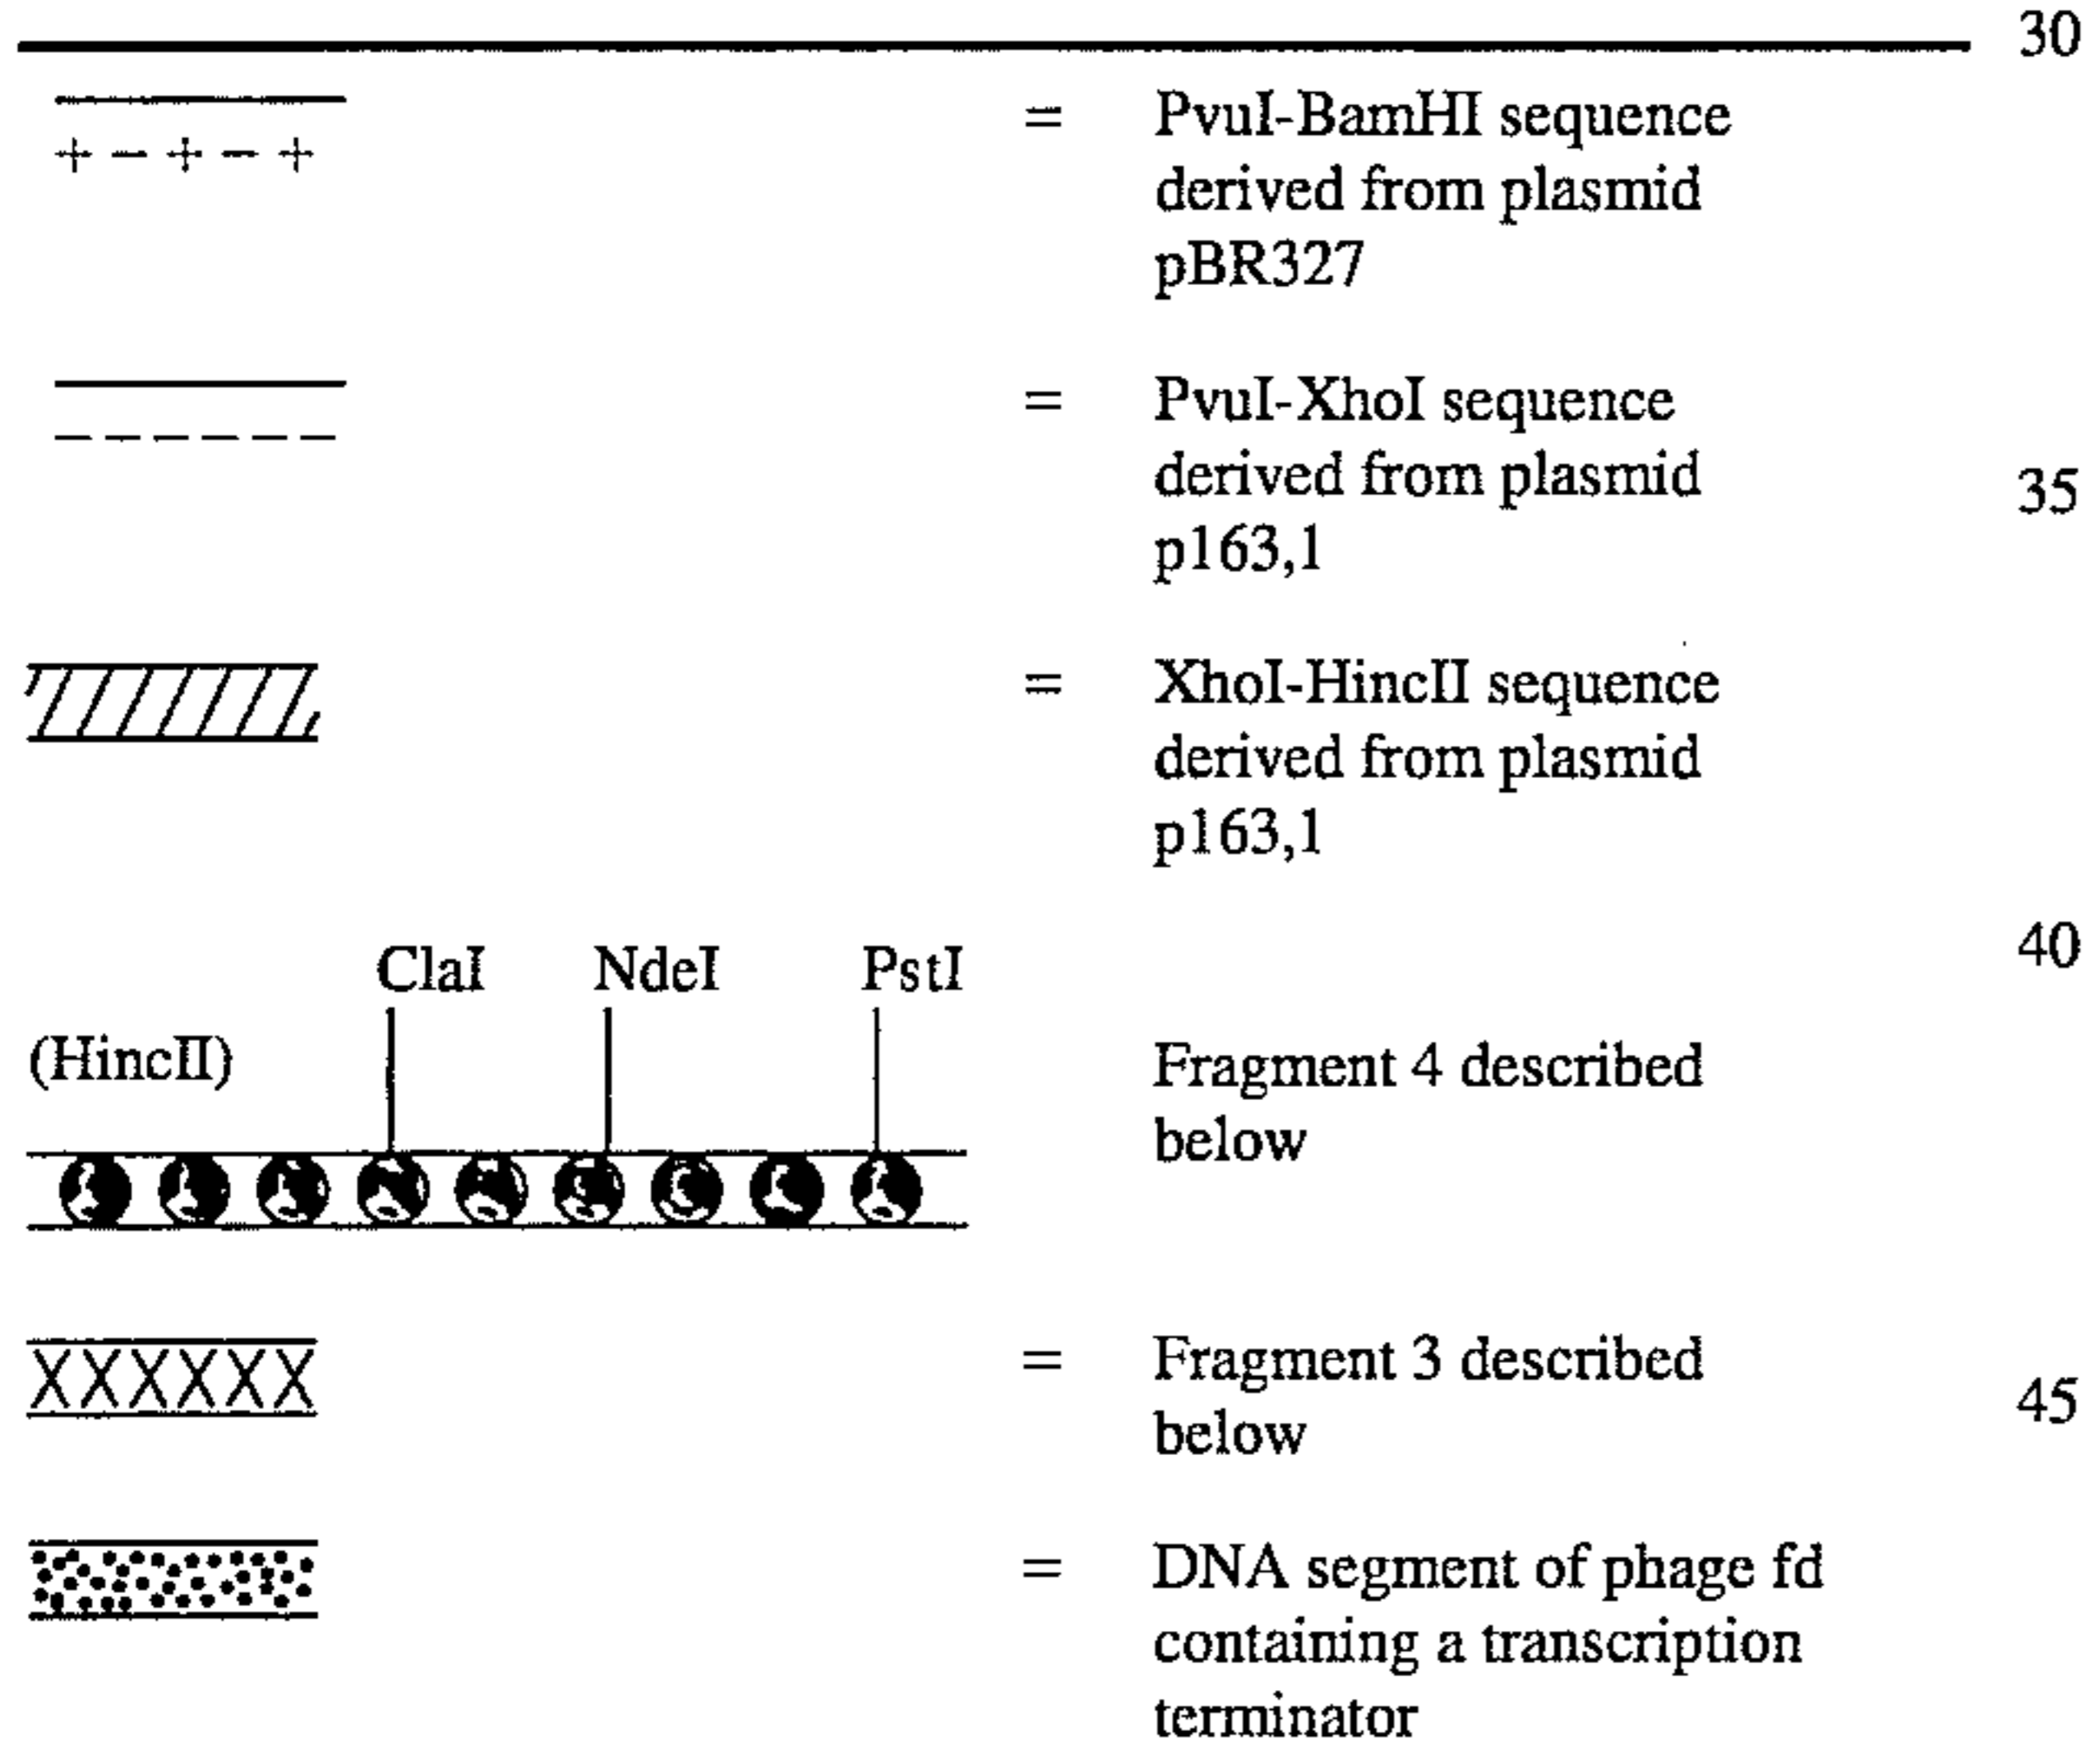 30
= PvuI-BamHI sequence
+ – + – +
derived from plasmid
pBR327
= PvuI-XhoI sequence
derived from plasmid
35
p163,1
= XhoI-HincII sequence
derived from plasmid
p163,1
40
ClaI NdeI PstI
(HincII)
Fragment 4 described
below
XXXXXX = Fragment 3 described
45
below
= DNA segment of phage fd
containing a transcription
terminator